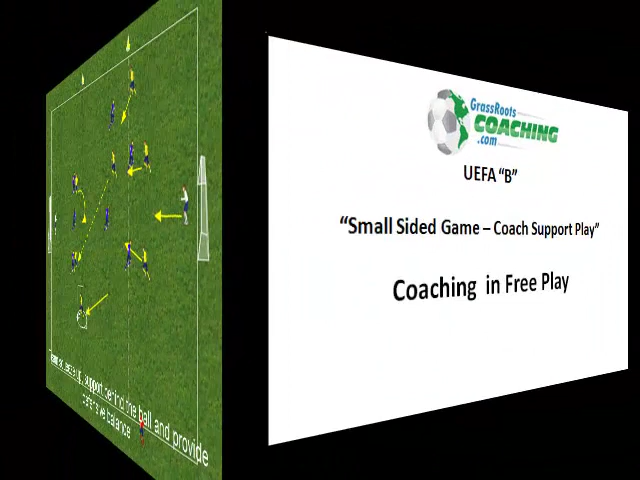 GrassRoots
COACHING
.com
UEFA “B”
“Small Sided Game – Coach Support Play”
Coaching in Free Play
up, support behind the ball and provide
defensive balance